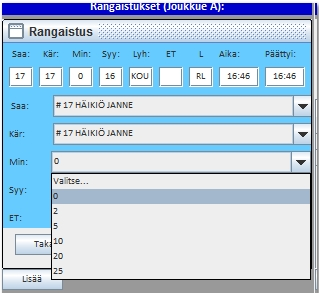 Rangaistukset (Joukkue A):
Rangaistus
Saa: Kär: Min: Syy: Lyh: ET L Aika: Päättyi:
17 17 0 16 KOU RL 16:46 16:46
Saa: # 17 HÄIKIÖ JANNE
Kär: # 17 HÄIKIÖ JANNE
Min: 0
Valitse...
Syy: 0
2
ET: 5
10
Taka
20
25
Lisää